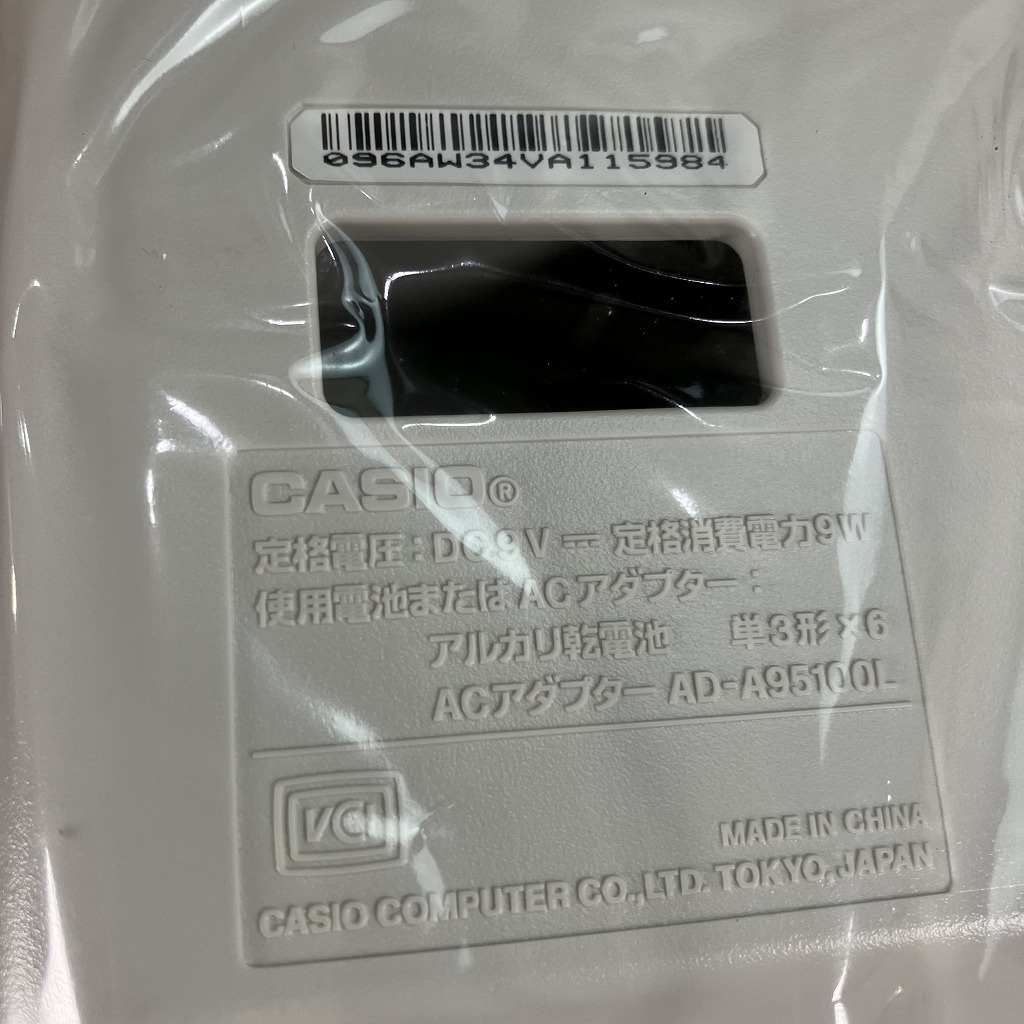 096AW34VA115984
CASIO®
定格電圧:DC9V ⎓ 定格消費電力9W
使用電池またはACアダプター:
アルカリ乾電池 単3形×6
ACアダプター AD-A95100L
VCI
MADE IN CHINA
CASIO COMPUTER CO.,LTD. TOKYO,JAPAN